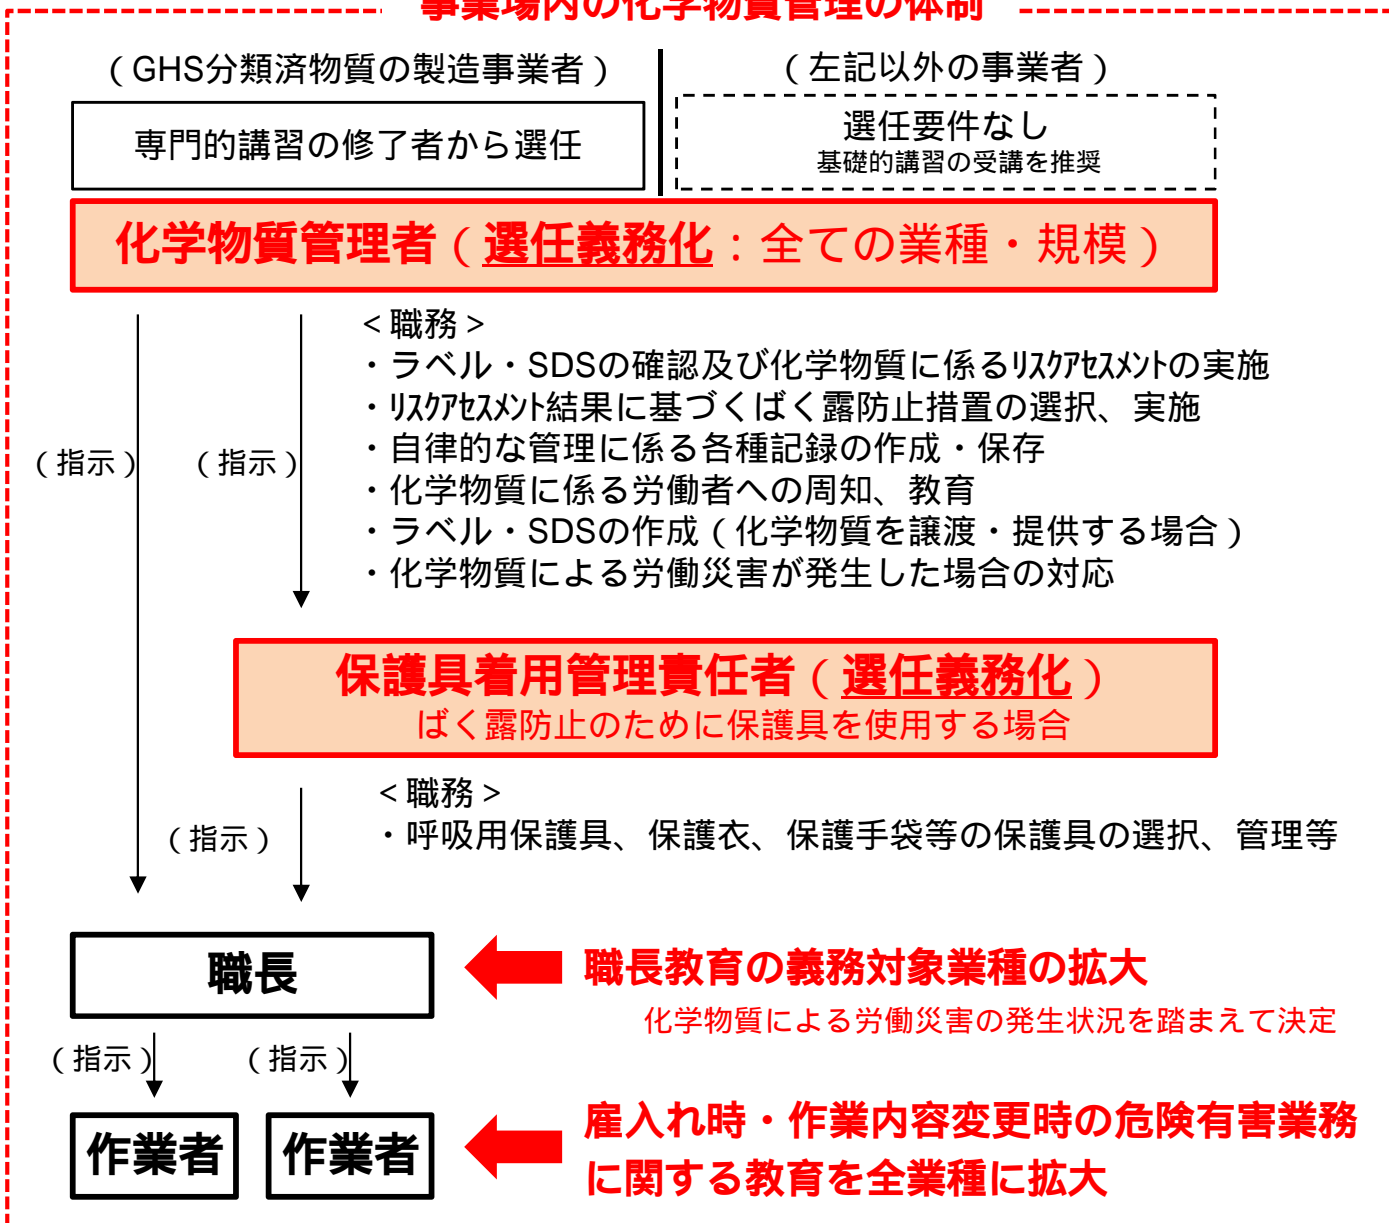 事業場内の化学物質管理の体制
（GHS分類済物質の製造事業者）
（左記以外の事業者）
専門的講習の修了者から選任
選任要件なし
基礎的講習の受講を推奨
化学物質管理者（選任義務化：全ての業種・規模）
＜職務＞
・ラベル・SDSの確認及び化学物質に係るﾘｽｸｱｾｽﾒﾝﾄの実施
・ﾘｽｸｱｾｽﾒﾝﾄ結果に基づくばく露防止措置の選択、実施
・自律的な管理に係る各種記録の作成・保存
・化学物質に係る労働者への周知、教育
・ラベル・SDSの作成（化学物質を譲渡・提供する場合）
・化学物質による労働災害が発生した場合の対応
（指示）
（指示）
保護具着用管理責任者（選任義務化）
ばく露防止のために保護具を使用する場合
＜職務＞
・呼吸用保護具、保護衣、保護手袋等の保護具の選択、管理等
（指示）
職長
職長教育の義務対象業種の拡大
化学物質による労働災害の発生状況を踏まえて決定
（指示）
（指示）
作業者
作業者
雇入れ時・作業内容変更時の危険有害業務
に関する教育を全業種に拡大